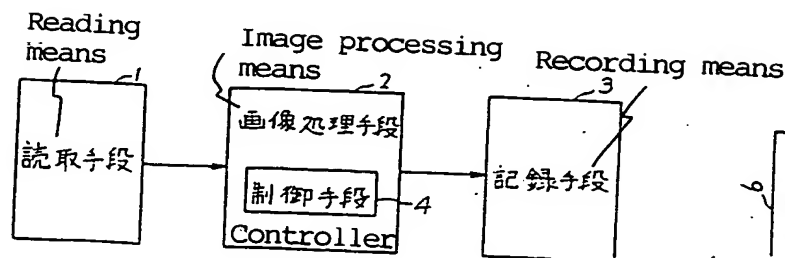 Reading
means
1
Image processing
means
2
Recording means
3
読取手段
画像処理手段
制御手段
4
Controller
記録手段
6